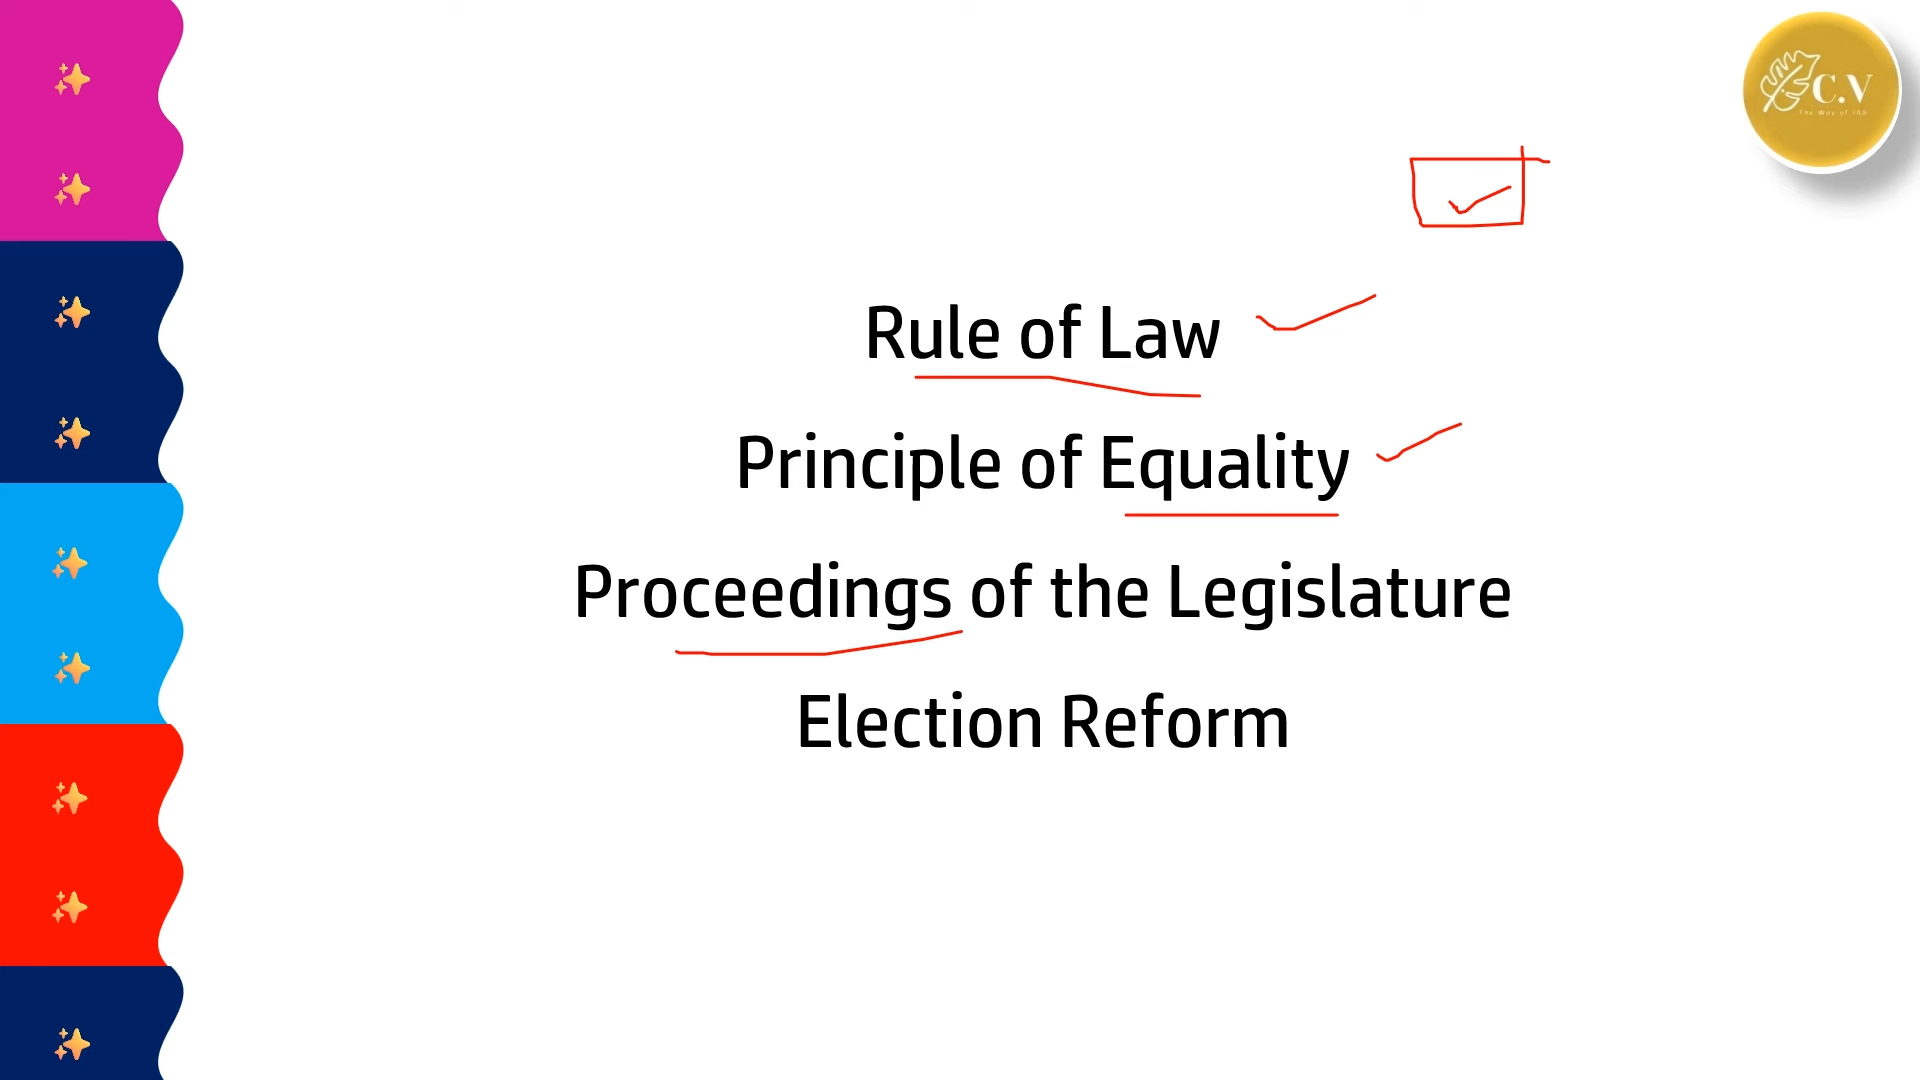 C.V
Rule of Law
Principle of Equality
Proceedings of the Legislature
Election Reform